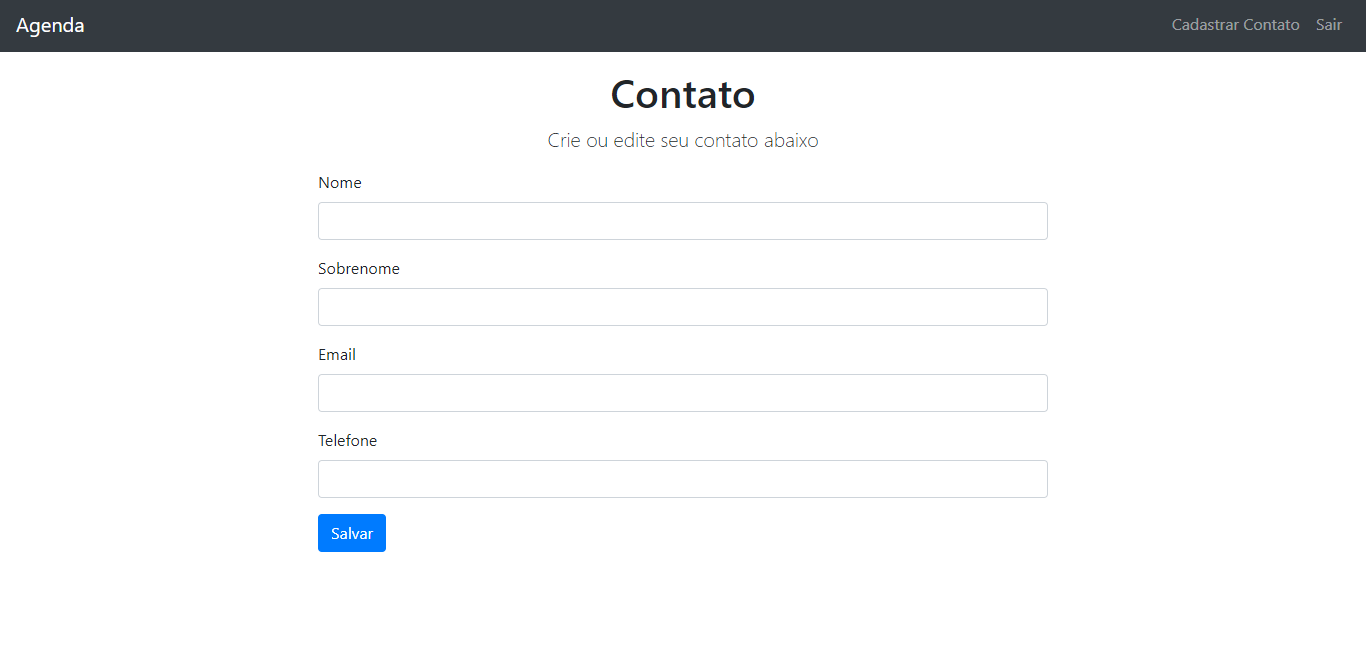 Agenda
Cadastrar Contato Sair
Contato
Crie ou edite seu contato abaixo
Nome
Sobrenome
Email
Telefone
Salvar